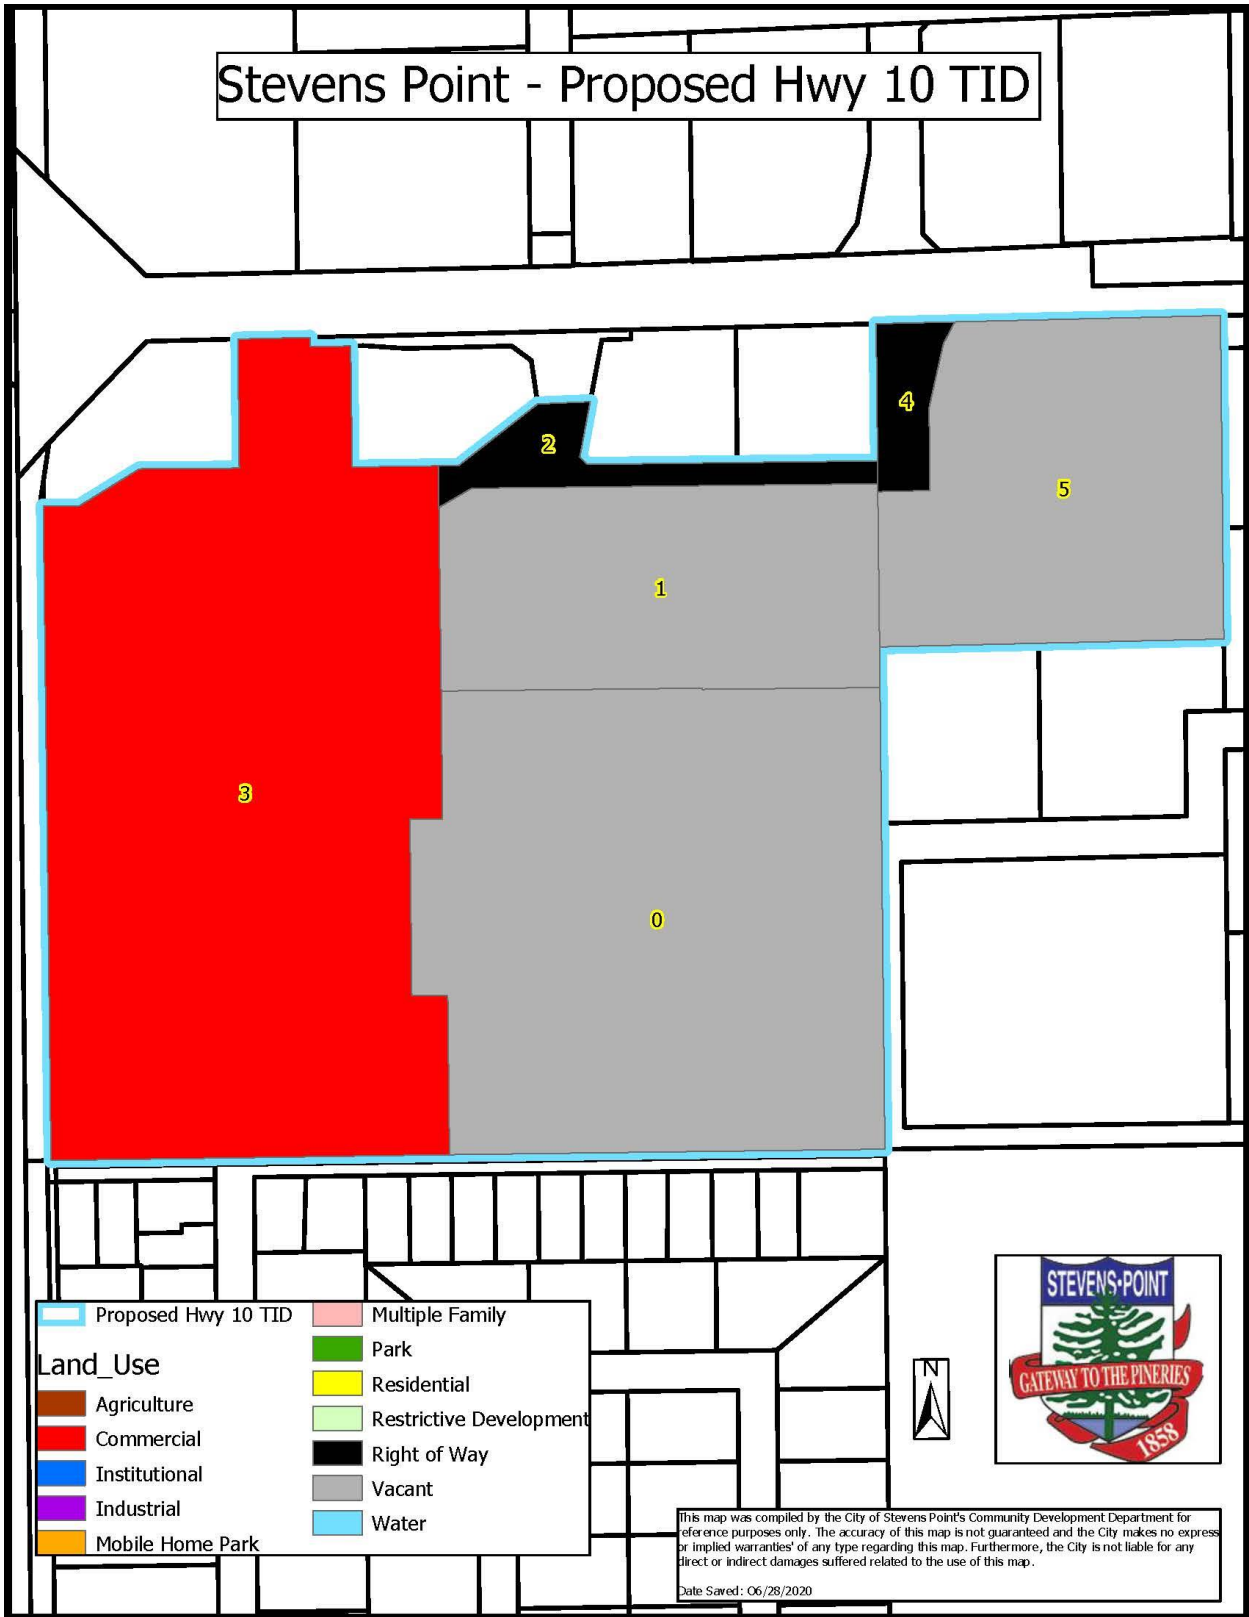 Stevens Point - Proposed Hwy 10 TID
4
2
5
1
3
0
Proposed Hwy 10 TID
Land_Use
Agriculture
Commercial
Institutional
Industrial
Mobile Home Park
Multiple Family
Park
Residential
Restrictive Development
Right of Way
Vacant
Water
N
STEVENS·POINT
GATEWAY TO THE PINERIES
1858
This map was compiled by the City of Stevens Point's Community Development Department for
reference purposes only. The accuracy of this map is not guaranteed and the City makes no express
or implied warranties' of any type regarding this map. Furthermore, the City is not liable for any
direct or indirect damages suffered related to the use of this map.
Date Saved: 06/28/2020